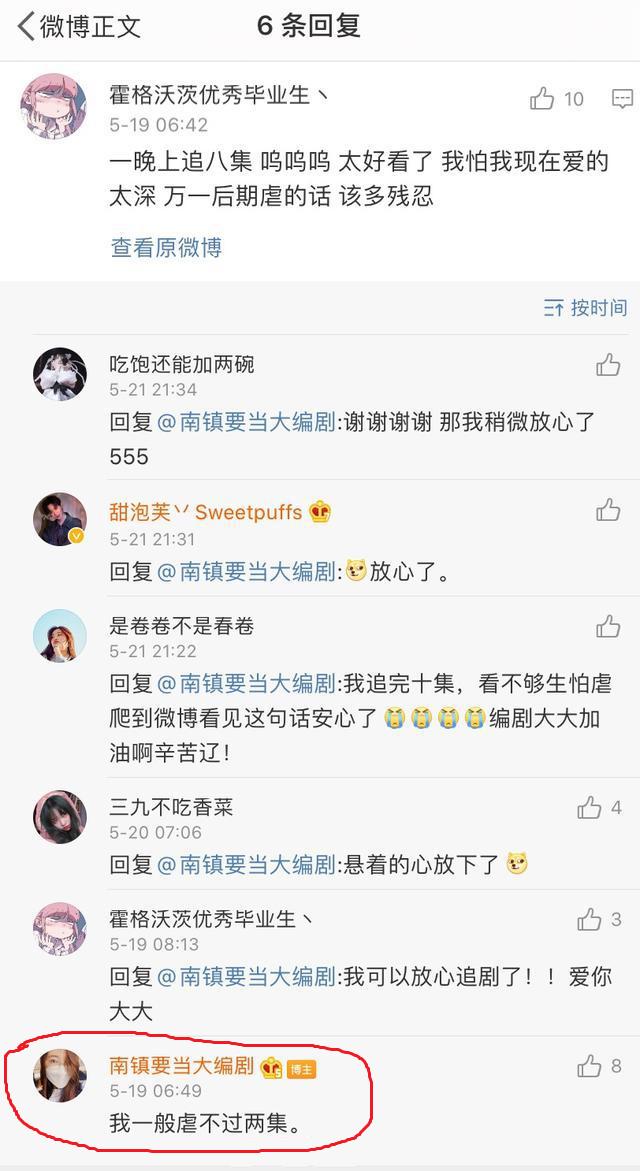 微博正文
6 条回复
霍格沃茨优秀毕业生丶
10
5-19 06:42
一晚上追八集 呜呜呜 太好看了 我怕我现在爱的
太深 万一后期虐的话 该多残忍
查看原微博
按时间
吃饱还能加两碗
5-21 21:34
回复@南镇要当大编剧:谢谢谢谢 那我稍微放心了
555
甜泡芙丷Sweetpuffs
5-21 21:31
回复@南镇要当大编剧:放心了。
是卷卷不是春卷
5-21 21:22
回复@南镇要当大编剧:我追完十集，看不够生怕虐
爬到微博看见这句话安心了😭😭😭😭编剧大大加
油啊辛苦辽！
三九不吃香菜
4
5-20 07:06
回复@南镇要当大编剧:悬着的心放下了
霍格沃茨优秀毕业生丶
3
5-19 08:13
回复@南镇要当大编剧:我可以放心追剧了！！爱你
大大
南镇要当大编剧 博主
8
5-19 06:49
我一般虐不过两集。